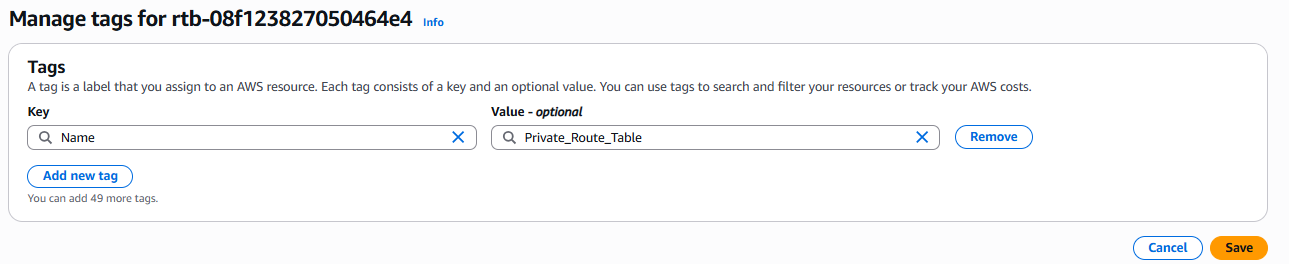 Manage tags for rtb-08f123827050464e4 Info
Tags
A tag is a label that you assign to an AWS resource. Each tag consists of a key and an optional value. You can use tags to search and filter your resources or track your AWS costs.
Key Value - optional
Name Private_Route_Table Remove
Add new tag
You can add 49 more tags.
Cancel Save